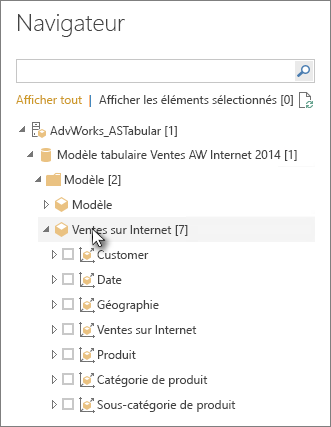 Navigateur
Afficher tout | Afficher les éléments sélectionnés [0]
AdvWorks_ASTabular [1]
Modèle tabulaire Ventes AW Internet 2014 [1]
Modèle [2]
Modèle
Ventes sur Internet [7]
Customer
Date
Géographie
Ventes sur Internet
Produit
Catégorie de produit
Sous-catégorie de produit